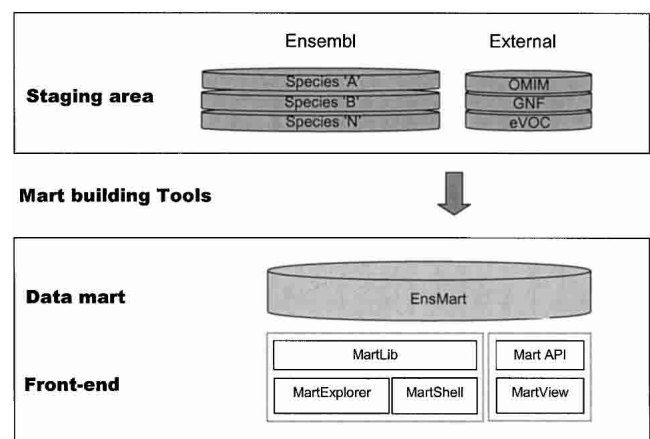 Ensembl External
Staging area
Species 'A' OMIM
Species 'B' GNF
Species 'N' eVOC
Mart building Tools
Data mart
EnsMart
MartLib Mart API
Front-end
MartExplorer MartShell MartView